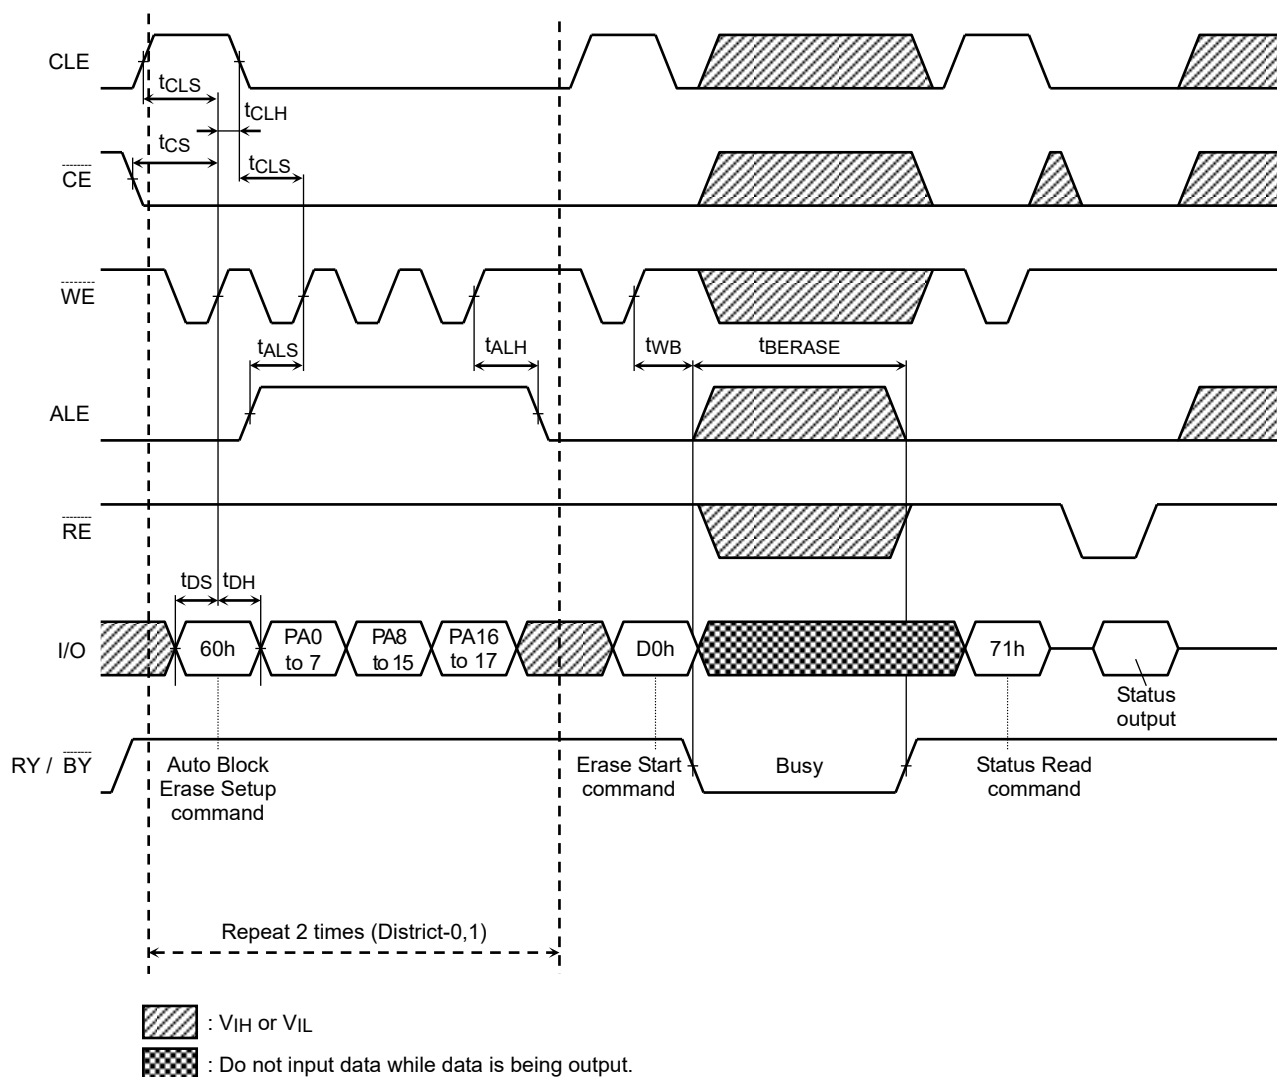 CLE
tCLS
tCLH
tCS
tCLS
CE
WE
tALS
tALH
tWB
tBERASE
ALE
RE
tDS
tDH
I/O
60h
PA0
to 7
PA8
to 15
PA16
to 17
D0h
71h
Status
output
RY / BY
Auto Block
Erase Setup
command
Erase Start
command
Busy
Status Read
command
Repeat 2 times (District-0,1)
: VIH or VIL
: Do not input data while data is being output.